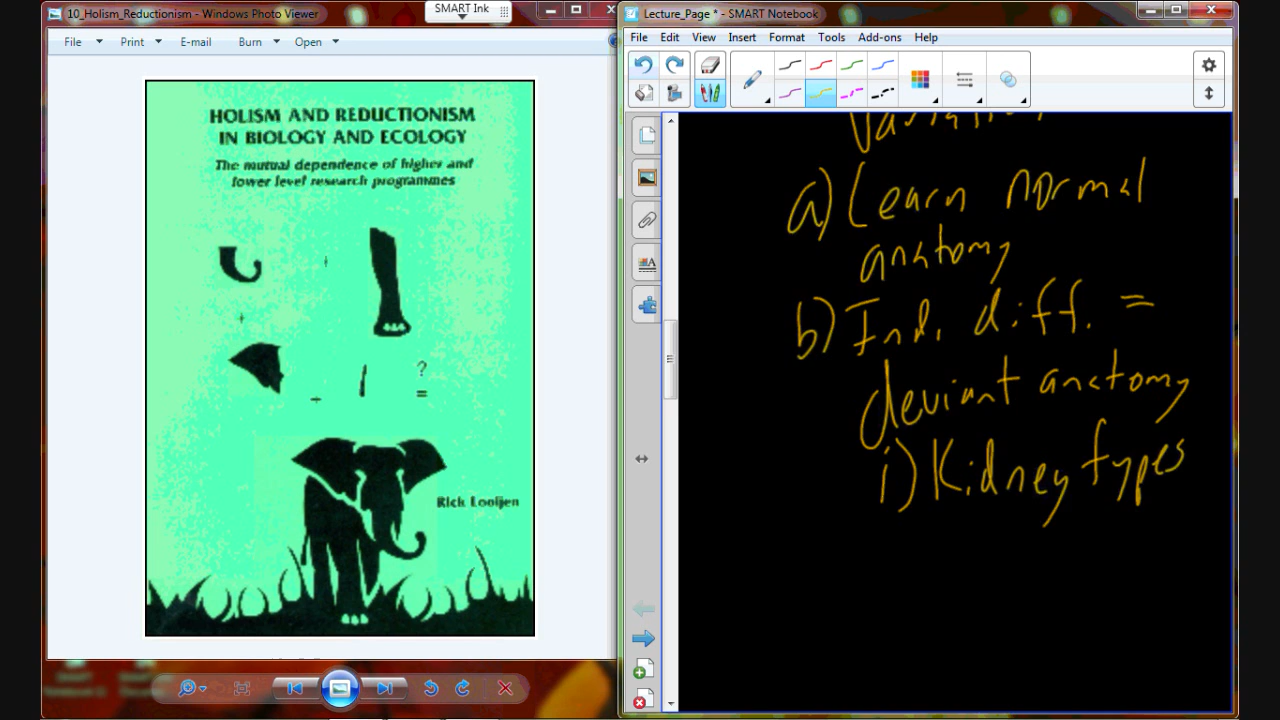 10_Holism_Reductionism - Windows Photo Viewer
SMART Ink
File Print E-mail Burn Open
HOLISM AND REDUCTIONISM
IN BIOLOGY AND ECOLOGY
The mutual dependence of higher and
lower level research programmes
+
+
+
?
=
Rick Looijen
Lecture_Page * - SMART Notebook
File Edit View Insert Format Tools Add-ons Help
a) Learn normal
anatomy
b) Ind. diff. =
deviant anatomy
i) Kidney types